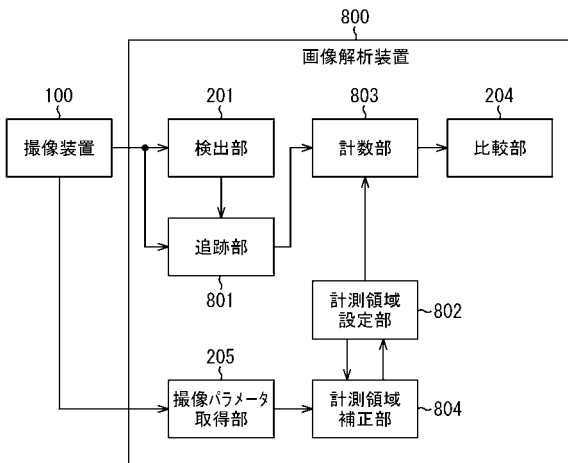 800
画像解析装置
100
201
803
204
撮像装置
検出部
計数部
比較部
追跡部
801
計測領域
設定部
802
205
撮像パラメータ
取得部
計測領域
補正部
804